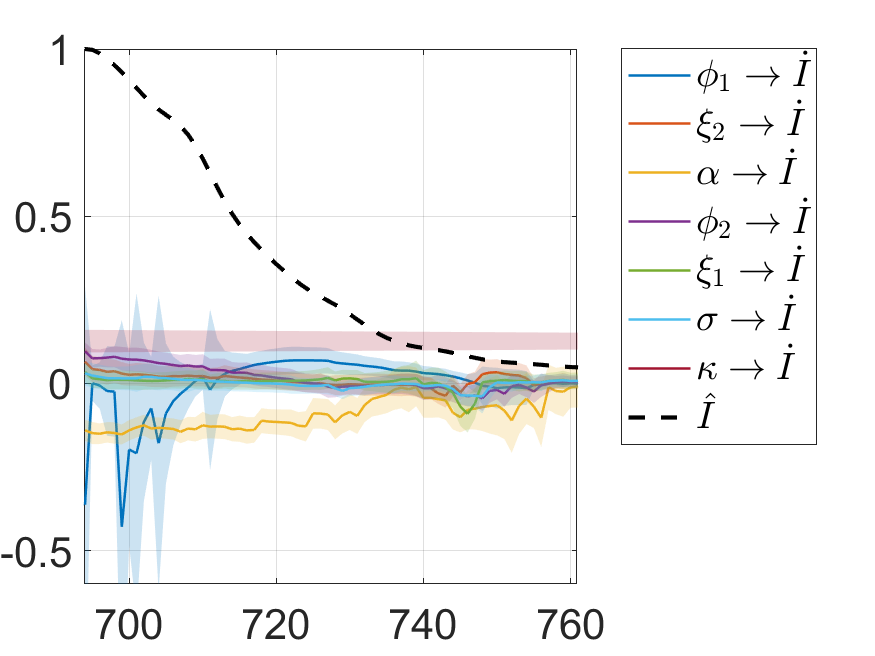 1
0.5
0
-0.5
700 720 740 760
ϕ₁ → İ
ξ₂ → İ
α → İ
ϕ₂ → İ
ξ₁ → İ
σ → İ
κ → İ
Î